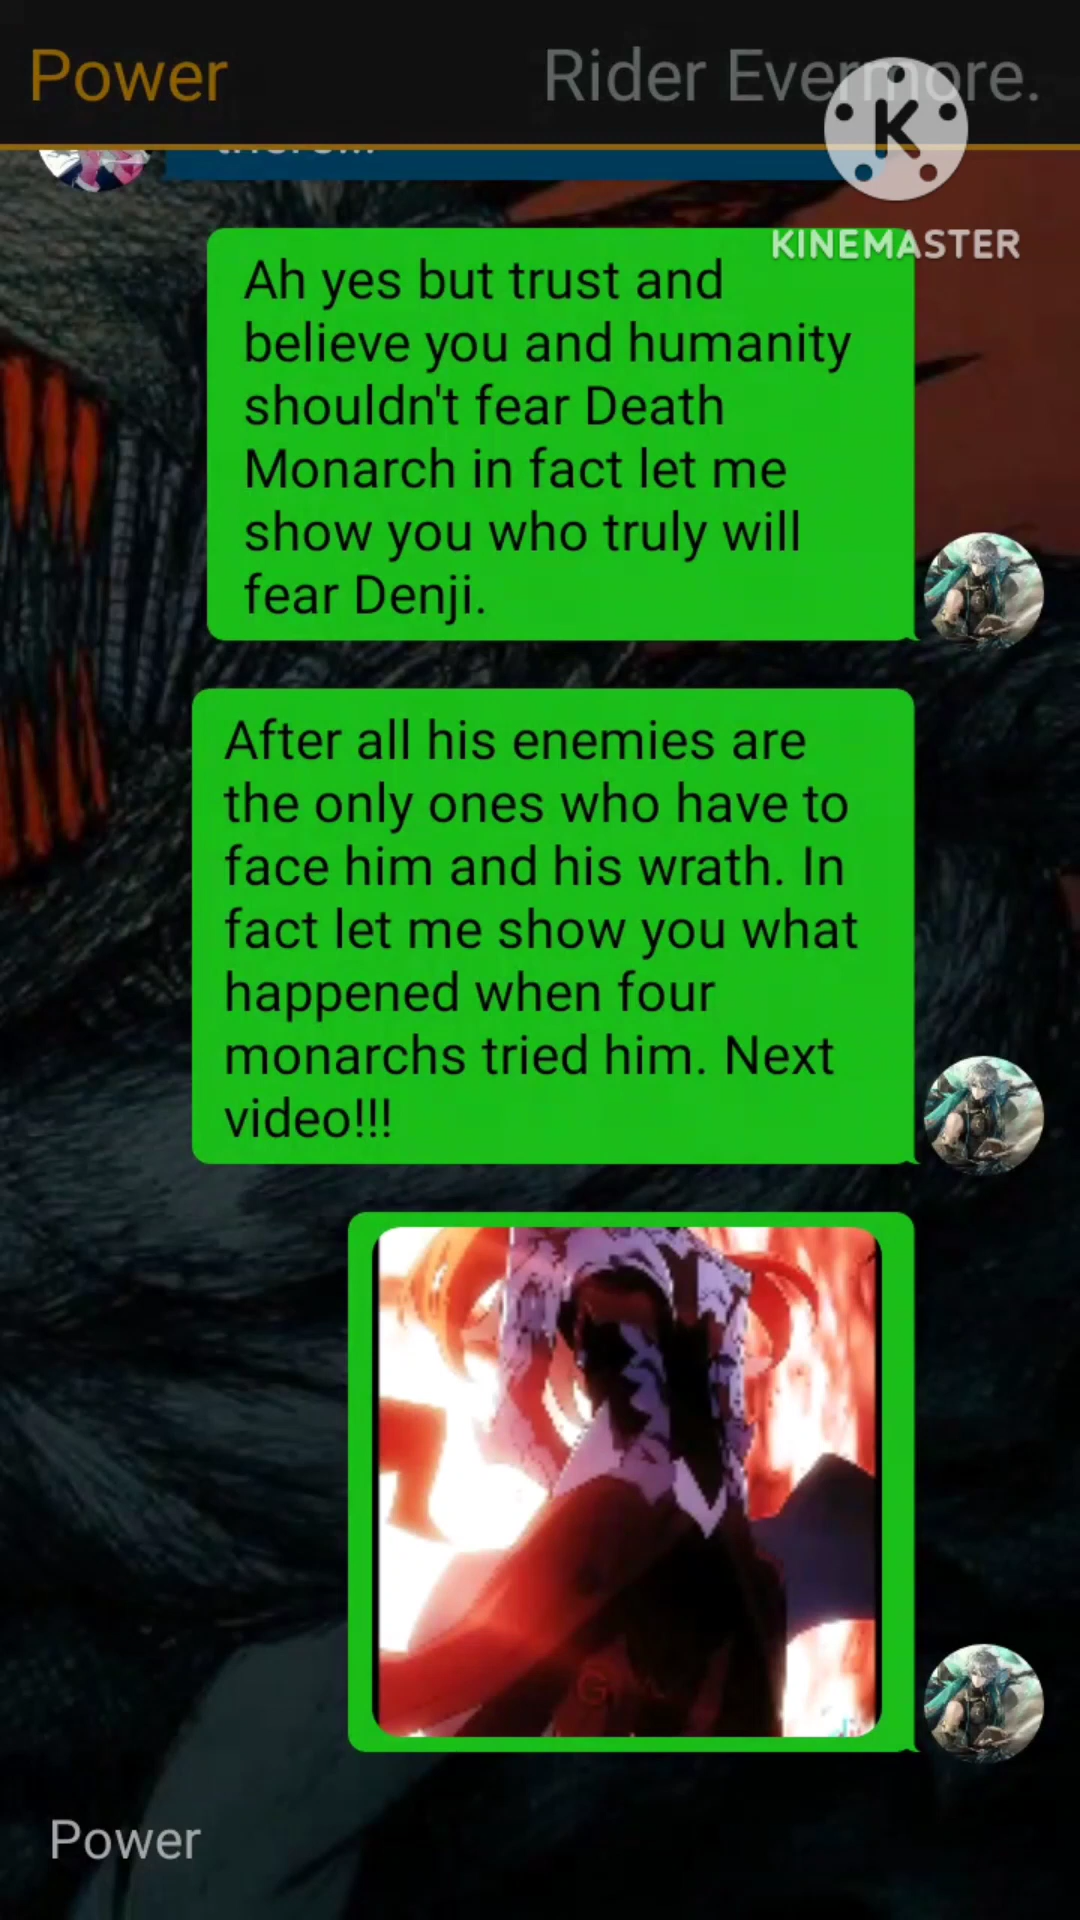 Power
Rider Evermore.
KINEMASTER
Ah yes but trust and
believe you and humanity
shouldn't fear Death
Monarch in fact let me
show you who truly will
fear Denji.
After all his enemies are
the only ones who have to
face him and his wrath. In
fact let me show you what
happened when four
monarchs tried him. Next
video!!!
Power